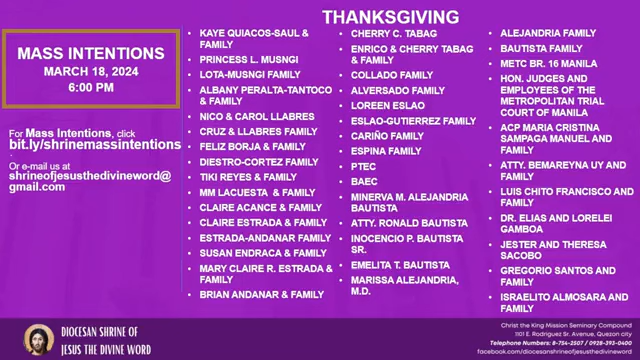 THANKSGIVING
MASS INTENTIONS
MARCH 18, 2024
6:00 PM
For Mass Intentions, click
bit.ly/shrinemassintentions
.
Or e-mail us at
shrineofjesusthedivineword@
gmail.com
• KAYE QUIACOS-SAUL &
FAMILY
• PRINCESS L. MUSNGI
• LOTA-MUSNGI FAMILY
• ALBANY PERALTA-TANTOCO
& FAMILY
• NICO & CAROL LLABRES
• CRUZ & LLABRES FAMILY
• FELIZ BORJA & FAMILY
• DIESTRO-CORTEZ FAMILY
• TIKI REYES & FAMILY
• MM LACUESTA & FAMILY
• CLAIRE ACANCE & FAMILY
• CLAIRE ESTRADA & FAMILY
• ESTRADA-ANDANAR FAMILY
• SUSAN ENDRACA & FAMILY
• MARY CLAIRE R. ESTRADA &
FAMILY
• BRIAN ANDANAR & FAMILY
• CHERRY C. TABAG
• ENRICO & CHERRY TABAG
& FAMILY
• COLLADO FAMILY
• ALVERSADO FAMILY
• LOREEN ESLAO
• ESLAO-GUTIERREZ FAMILY
• CARIÑO FAMILY
• ESPINA FAMILY
• PTEC
• BAEC
• MINERVA M. ALEJANDRIA
BAUTISTA
• ATTY. RONALD BAUTISTA
• INOCENCIO P. BAUTISTA
SR.
• EMELITA T. BAUTISTA
• MARISSA ALEJANDRIA,
M.D.
• ALEJANDRIA FAMILY
• BAUTISTA FAMILY
• METC BR. 16 MANILA
• HON. JUDGES AND
EMPLOYEES OF THE
METROPOLITAN TRIAL
COURT OF MANILA
• ACP MARIA CRISTINA
SAMPAGA MANUEL AND
FAMILY
• ATTY. BEMAREYNA UY AND
FAMILY
• LUIS CHITO FRANCISCO AND
FAMILY
• DR. ELIAS AND LORELEI
GAMBOA
• JESTER AND THERESA
SACOBO
• GREGORIO SANTOS AND
FAMILY
• ISRAELITO ALMOSARA AND
FAMILY
DIOCESAN SHRINE OF
JESUS THE DIVINE WORD
Christ the King Mission Seminary Compound
1101 E. Rodriguez Sr. Avenue, Quezon city
Telephone Numbers: 8-754-2507 / 0928-393-0400
facebook.com/diocesanshrineofjesusthedivineword